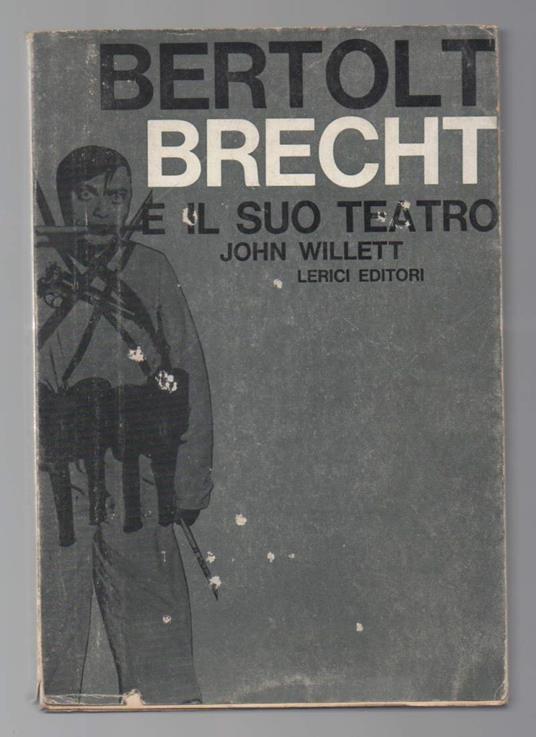 BERTOLT
BRECHT
E IL SUO TEATRO
JOHN WILLETT
LERICI EDITORI